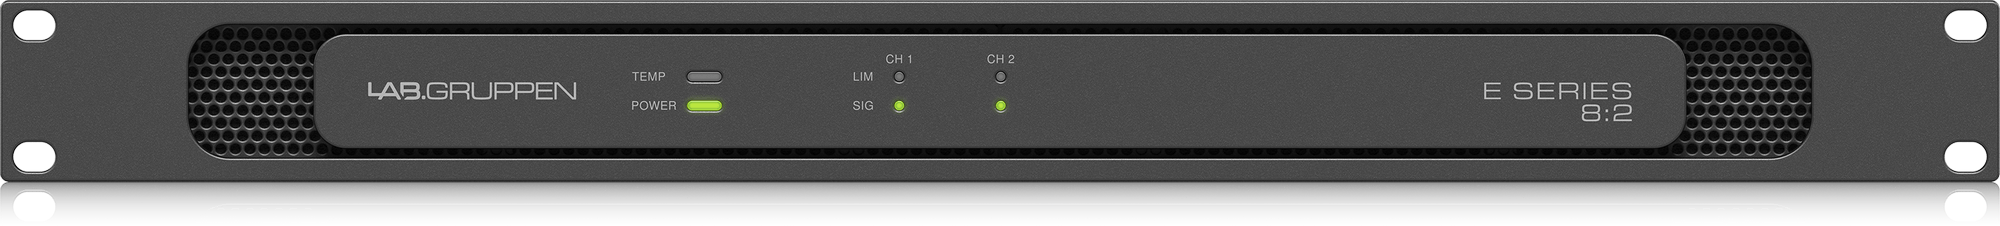 LAB.GRUPPEN
TEMP
POWER
CH 1 CH 2
LIM
SIG
E SERIES
8:2